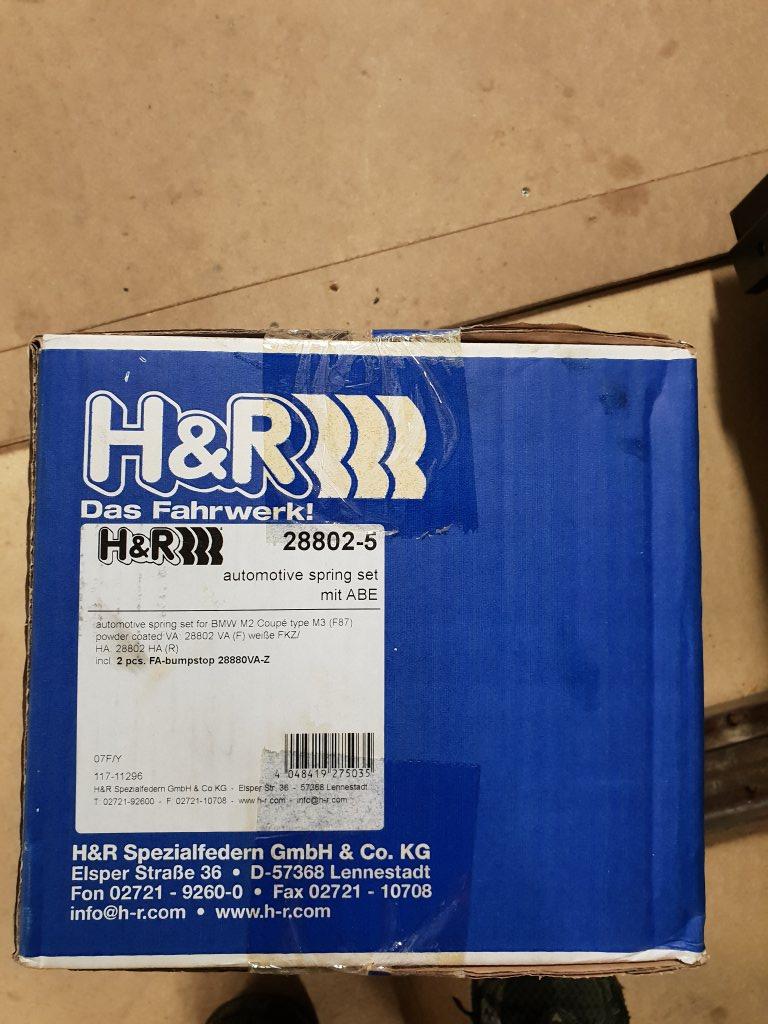 H&R
Das Fahrwerk!
H&R
28802-5
automotive spring set
mit ABE
automotive spring set for BMW M2 Coupé type M3 (F87)
powder coated VA: 28802 VA (F) weiße FKZ/
HA: 28802 HA (R)
incl. 2 pcs. FA-bumpstop 28880VA-Z
07F/Y
117-11296
4 048419 275035
H&R Spezialfedern GmbH & Co KG - Elsper Str. 36 - 57368 Lennestadt
T: 02721-92600 - F: 02721-10708 - www.h-r.com - info@h-r.com
H&R Spezialfedern GmbH & Co. KG
Elsper Straße 36 • D-57368 Lennestadt
Fon 02721 - 9260-0 • Fax 02721 - 10708
info@h-r.com • www.h-r.com